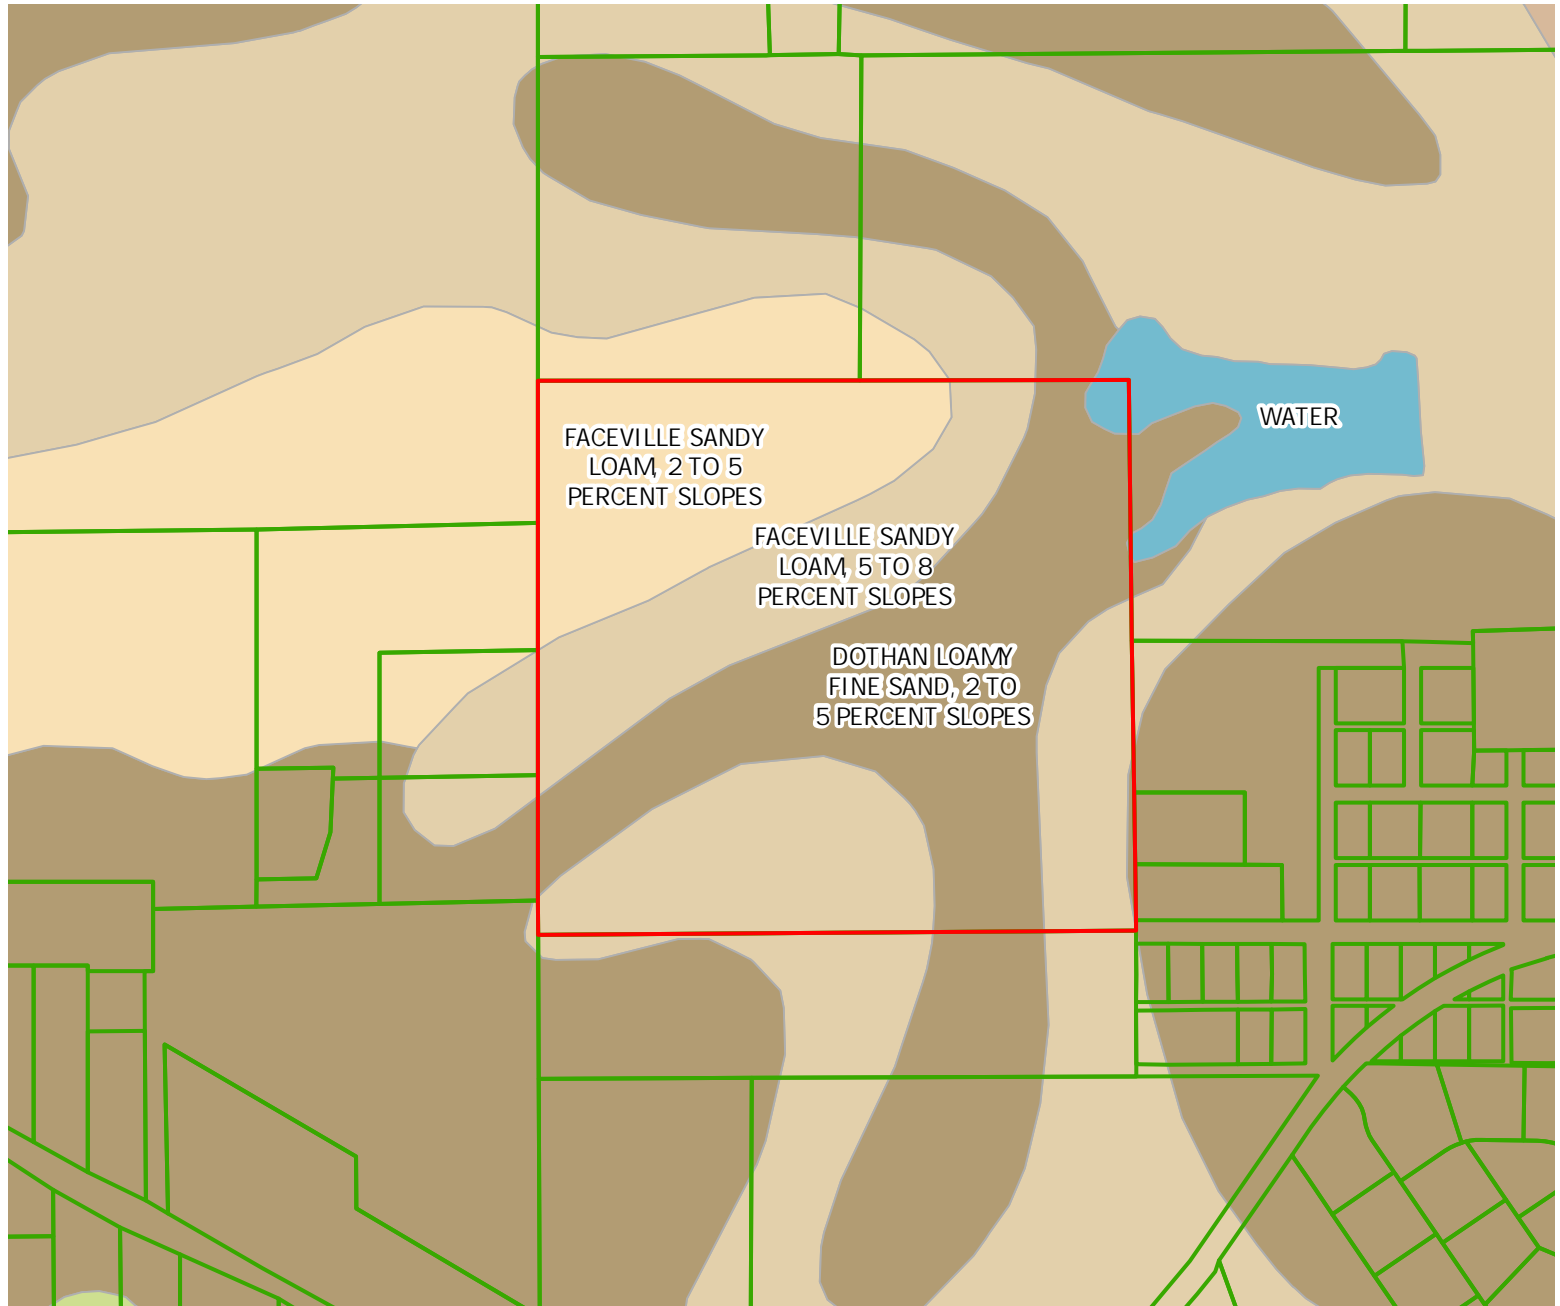 WATER
FACEVILLE SANDY
LOAM, 2 TO 5
PERCENT SLOPES
FACEVILLE SANDY
LOAM, 5 TO 8
PERCENT SLOPES
DOTHAN LOAMY
FINE SAND, 2 TO
5 PERCENT SLOPES